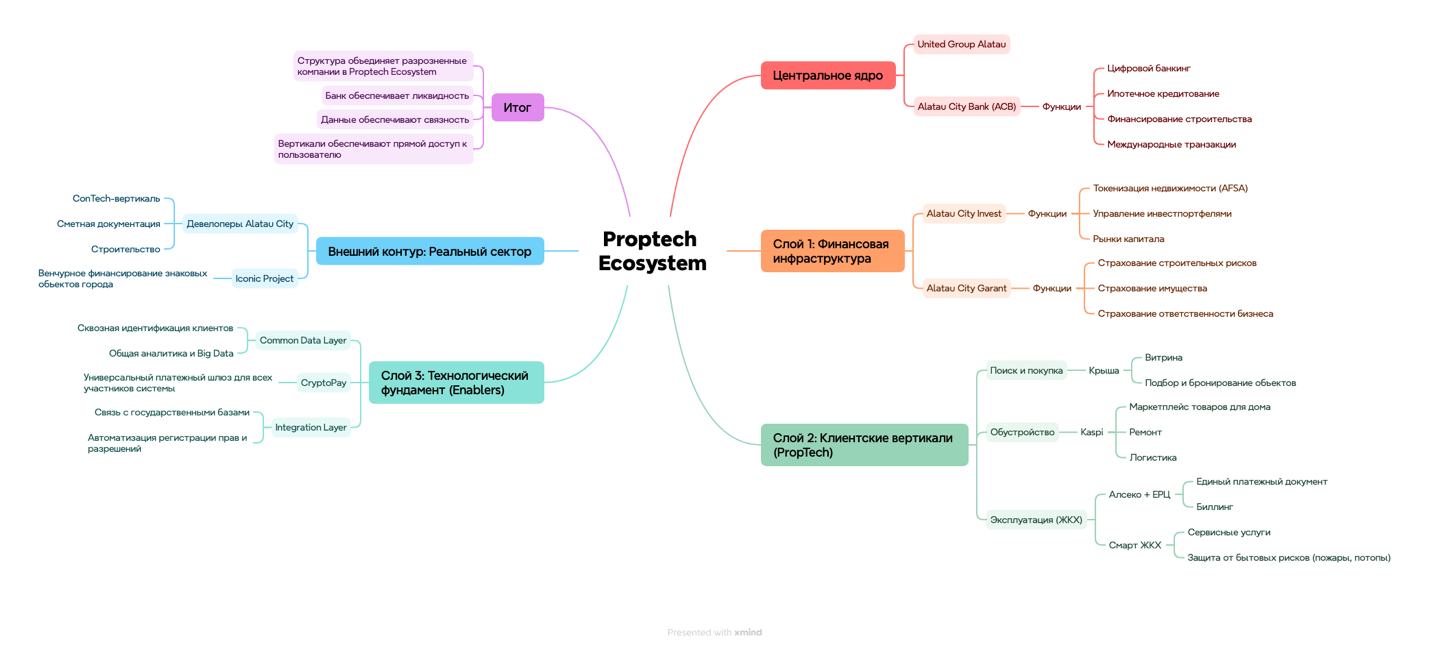 Proptech
Ecosystem
Центральное ядро
United Group Alatau
Alatau City Bank (ACB)
Функции
Цифровой банкинг
Ипотечное кредитование
Финансирование строительства
Международные транзакции
Слой 1: Финансовая
инфраструктура
Alatau City Invest
Функции
Токенизация недвижимости (AFSA)
Управление инвестпортфелями
Рынки капитала
Alatau City Garant
Функции
Страхование строительных рисков
Страхование имущества
Страхование ответственности бизнеса
Слой 2: Клиентские вертикали
(PropTech)
Поиск и покупка
Крыша
Витрина
Подбор и бронирование объектов
Обустройство
Kaspi
Маркетплейс товаров для дома
Ремонт
Логистика
Эксплуатация (ЖКХ)
Алсеко + ЕРЦ
Единый платежный документ
Биллинг
Смарт ЖКХ
Сервисные услуги
Защита от бытовых рисков (пожары, потопы)
Слой 3: Технологический
фундамент (Enablers)
Common Data Layer
Сквозная идентификация клиентов
Общая аналитика и Big Data
CryptoPay
Универсальный платежный шлюз для всех
участников системы
Integration Layer
Связь с государственными базами
Автоматизация регистрации прав и
разрешений
Внешний контур: Реальный сектор
Девелоперы Alatau City
ConTech-вертикаль
Сметная документация
Строительство
Iconic Project
Венчурное финансирование знаковых
объектов города
Итог
Структура объединяет разрозненные
компании в Proptech Ecosystem
Банк обеспечивает ликвидность
Данные обеспечивают связность
Вертикали обеспечивают прямой доступ к
пользователю
Presented with xmind